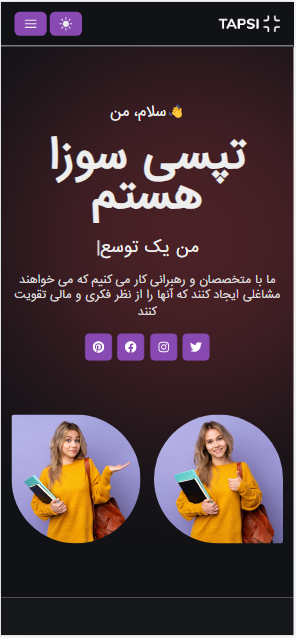 TAPSI
👋 سلام، من
تپسی سوزا
هستم
من یک توسع|
ما با متخصصان و رهبرانی کار می کنیم که می خواهند
مشاغلی ایجاد کنند که آنها را از نظر فکری و مالی تقویت
کنند